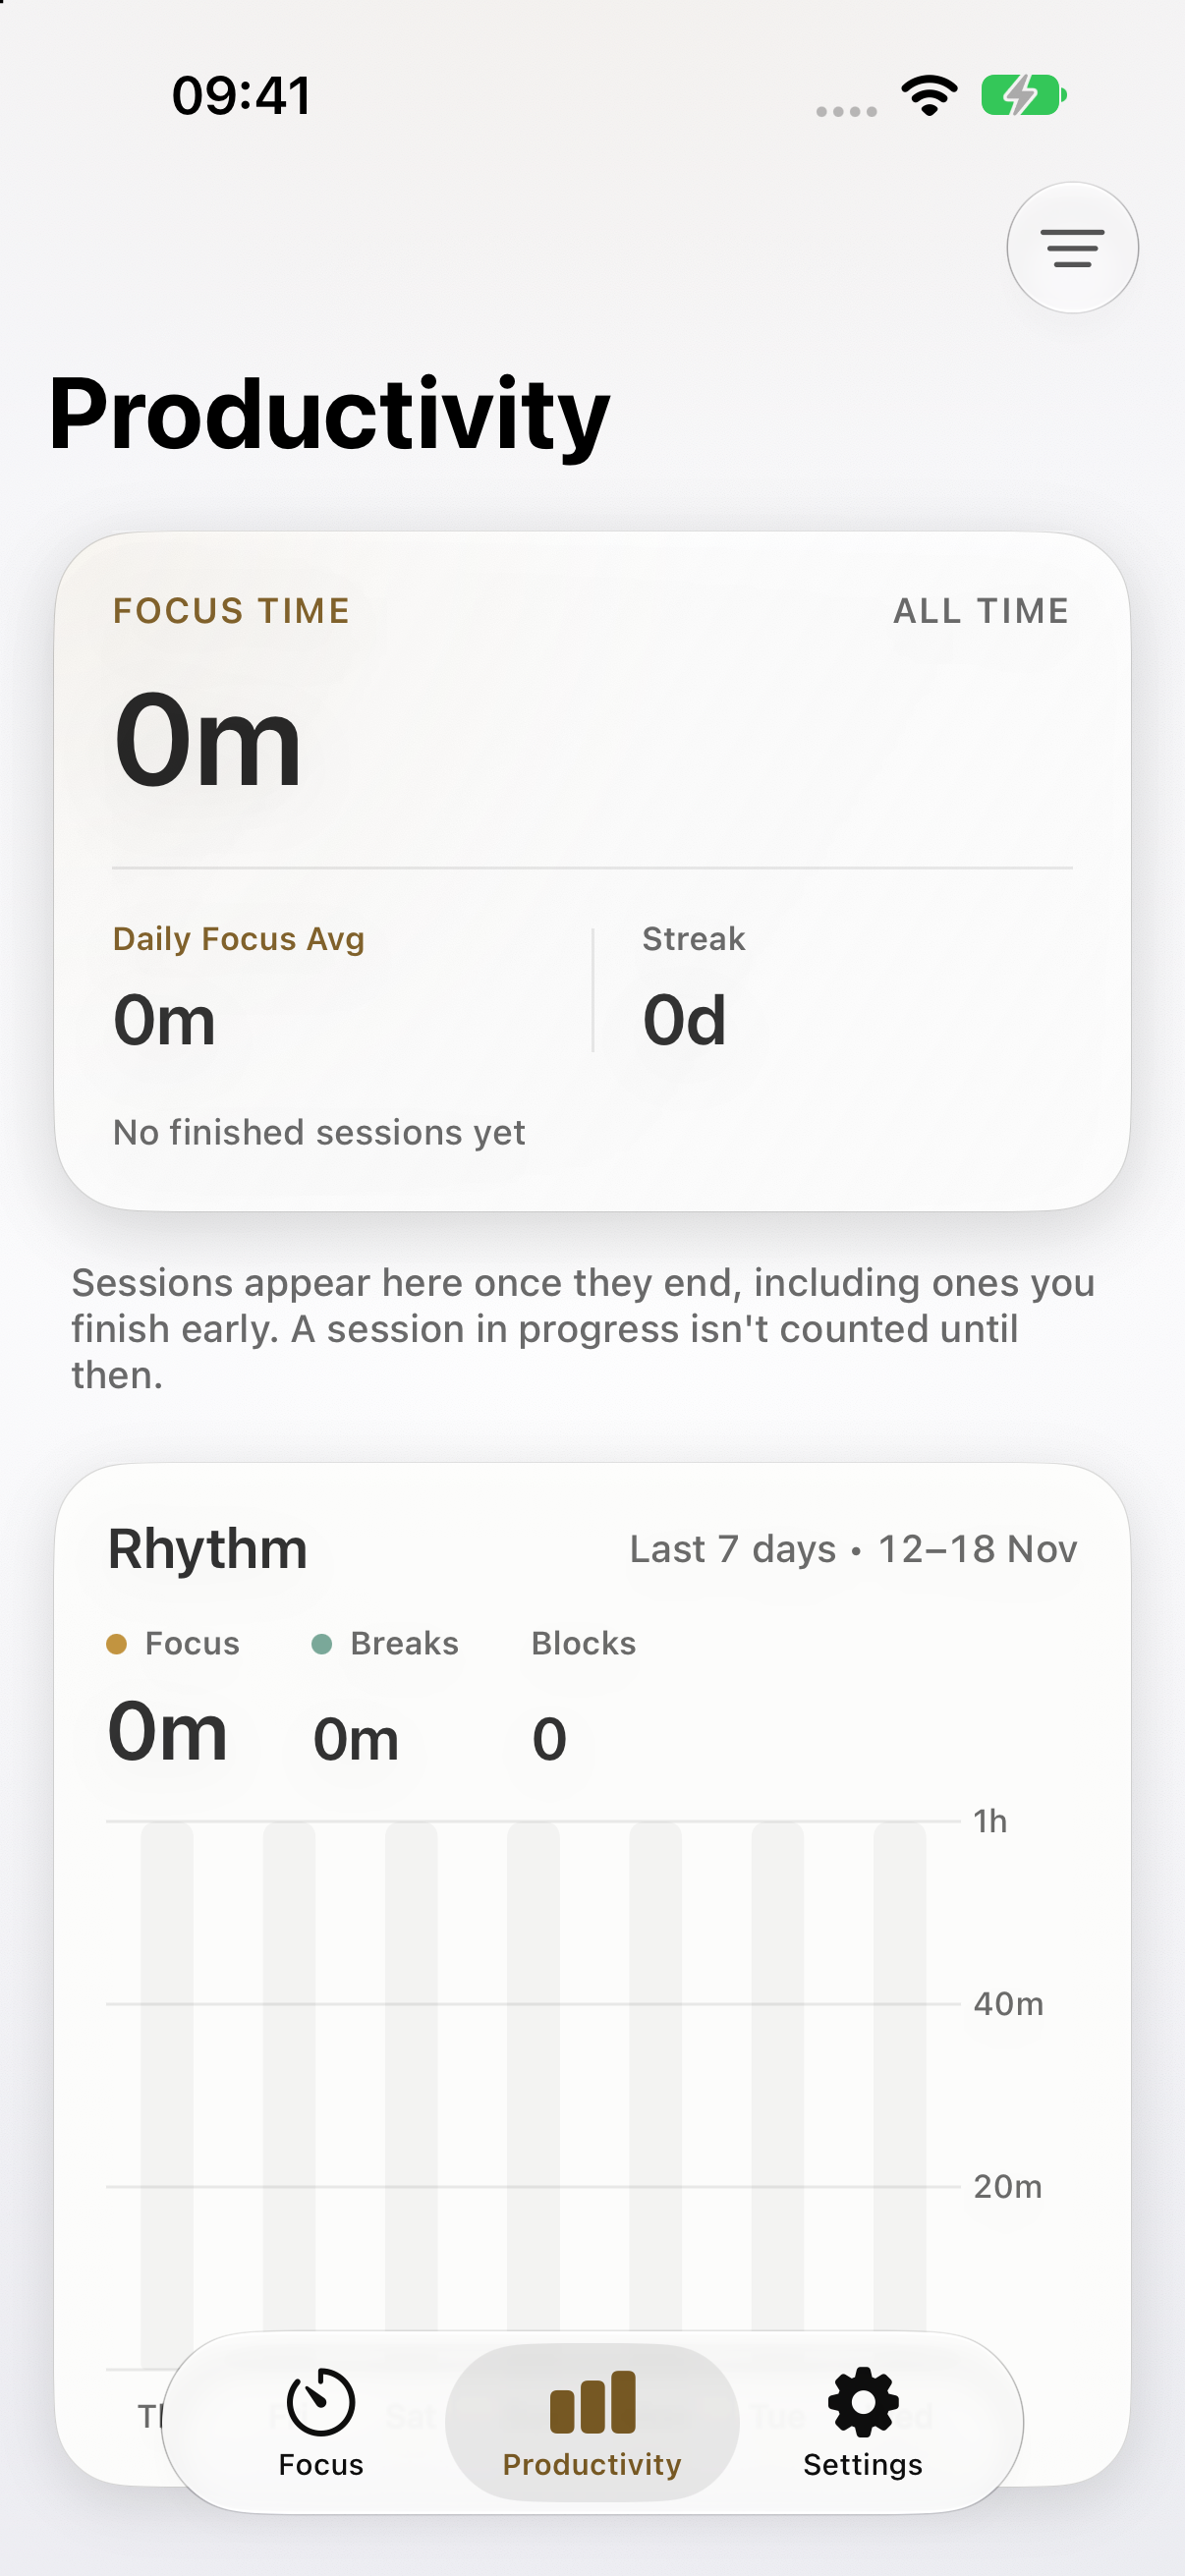 09:41
Productivity
FOCUS TIME
ALL TIME
0m
Daily Focus Avg
Streak
0m
0d
No finished sessions yet
Sessions appear here once they end, including ones you
finish early. A session in progress isn't counted until
then.
Rhythm
Last 7 days • 12–18 Nov
Focus
Breaks
Blocks
0m
0m
0
1h
40m
20m
Sat
Tue
Focus
Productivity
Settings